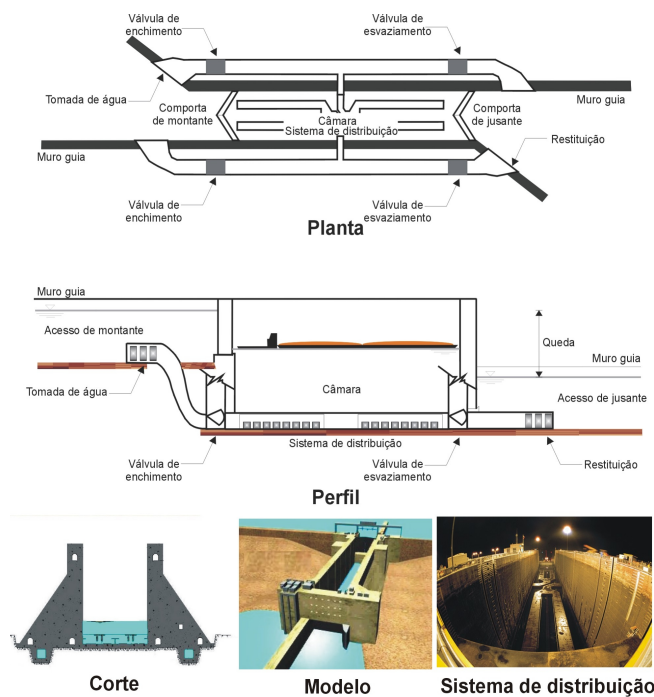 Válvula de
enchimento
Válvula de
esvaziamento
Tomada de água
Comporta
de montante
Câmara
Sistema de distribuição
Comporta
de jusante
Muro guia
Muro guia
Restituição
Válvula de
enchimento
Válvula de
esvaziamento
Planta
Muro guia
Acesso de montante
Queda
Muro guia
Tomada de água
Câmara
Acesso de jusante
Sistema de distribuição
Válvula de
enchimento
Válvula de
esvaziamento
Restituição
Perfil
Corte
Modelo
Sistema de distribuição